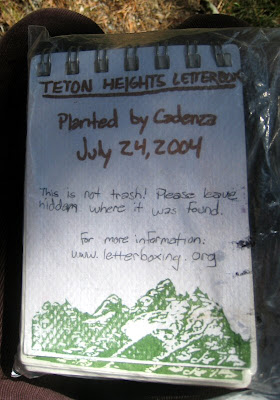 TETON HEIGHTS LETTERBOX
Planted by Cadenza
July 24, 2004
This is not trash! Please leave
hidden where it was found.
For more information:
www.letterboxing.org